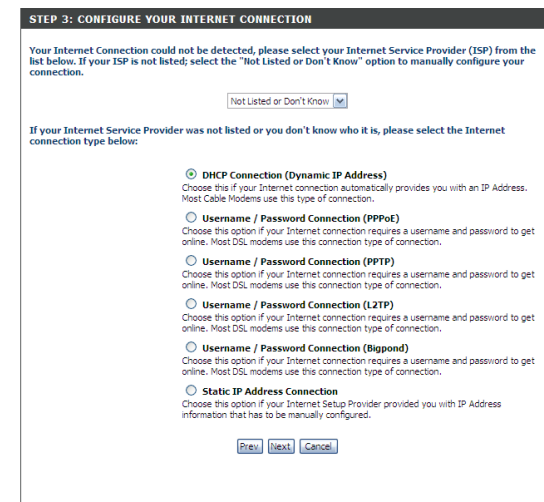 STEP 3: CONFIGURE YOUR INTERNET CONNECTION
Your Internet Connection could not be detected, please select your Internet Service Provider (ISP) from the
list below. If your ISP is not listed; select the "Not Listed or Don't Know" option to manually configure your
connection.
Not Listed or Don't Know
If your Internet Service Provider was not listed or you don't know who it is, please select the Internet
connection type below:
DHCP Connection (Dynamic IP Address)
Choose this if your Internet connection automatically provides you with an IP Address.
Most Cable Modems use this type of connection.
Username / Password Connection (PPPoE)
Choose this option if your Internet connection requires a username and password to get
online. Most DSL modems use this connection type of connection.
Username / Password Connection (PPTP)
Choose this option if your Internet connection requires a username and password to get
online. Most DSL modems use this connection type of connection.
Username / Password Connection (L2TP)
Choose this option if your Internet connection requires a username and password to get
online. Most DSL modems use this connection type of connection.
Username / Password Connection (Bigpond)
Choose this option if your Internet connection requires a username and password to get
online. Most DSL modems use this connection type of connection.
Static IP Address Connection
Choose this option if your Internet Setup Provider provided you with IP Address
information that has to be manually configured.
Prev Next Cancel